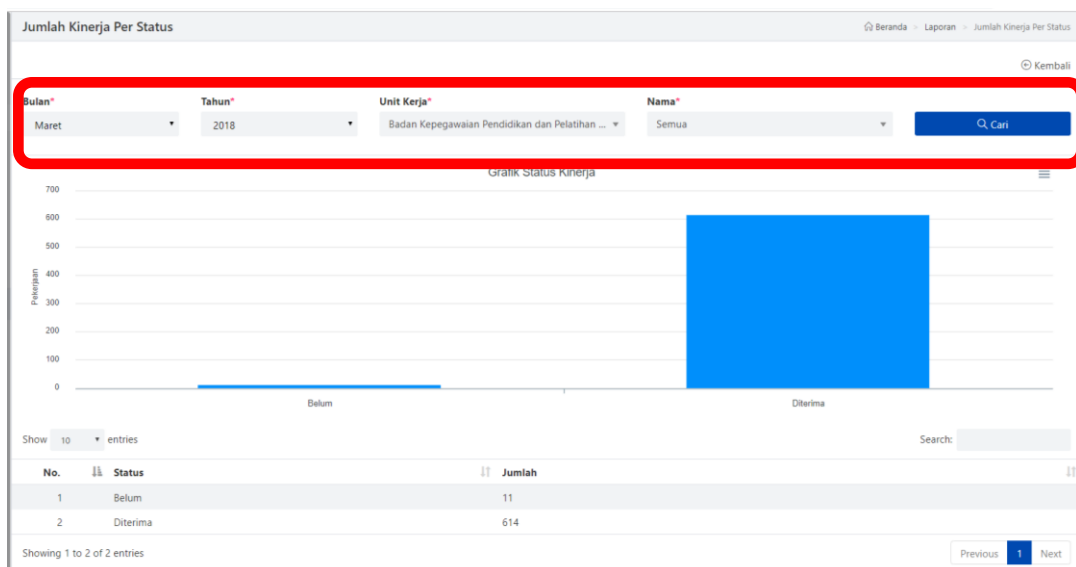 Jumlah Kinerja Per Status
Beranda > Laporan > Jumlah Kinerja Per Status
Kembali
Bulan* Tahun* Unit Kerja* Nama*
Maret 2018 Badan Kepegawaian Pendidikan dan Pelatihan ... Semua Cari
Grafik Status Kinerja
700
600
500
400
300
200
100
0
Pekerjaan
Belum Diterima
Show 10 entries Search:
No. Status Jumlah
1 Belum 11
2 Diterima 614
Showing 1 to 2 of 2 entries Previous 1 Next